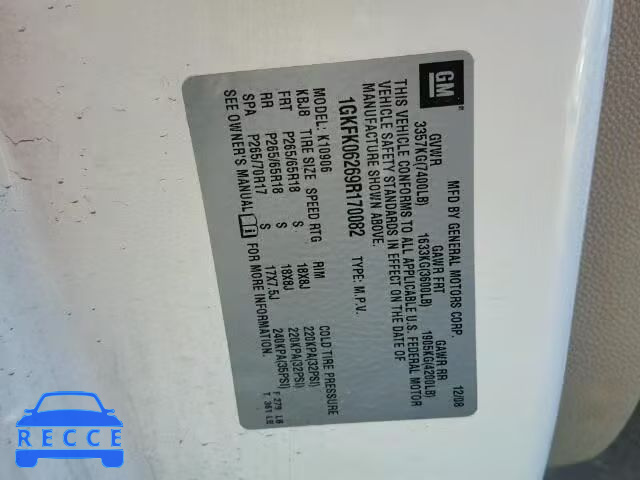 GM
MFD BY GENERAL MOTORS CORP. 12/08
GVWR GAWR FRT GAWR RR
3357KG(7400LB) 1633KG(3600LB) 1905KG(4200LB)
THIS VEHICLE CONFORMS TO ALL APPLICABLE U.S. FEDERAL MOTOR
VEHICLE SAFETY STANDARDS IN EFFECT ON THE DATE OF
MANUFACTURE SHOWN ABOVE.
1GKFK06269R170082 TYPE: M.P.V.
MODEL: K10906
KBJ8 TIRE SIZE SPEED RTG RIM COLD TIRE PRESSURE
FRT P265/65R18 S 18X8J 220KPA(32PSI)
RR P265/65R18 S 18X8J 220KPA(32PSI)
SPA P265/70R17 S 17X7.5J 240KPA(35PSI)
SEE OWNER'S MANUAL FOR MORE INFORMATION.
F 279 LB
T 361 LB
RECCE